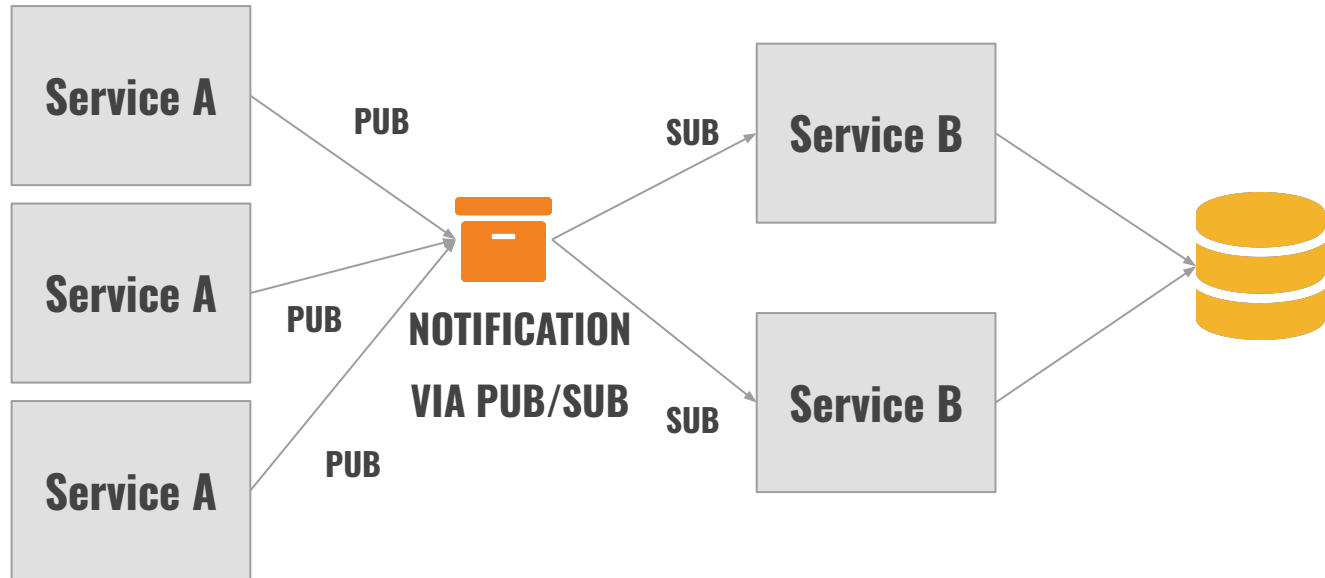 Service A
PUB
SUB
Service B
Service A
PUB
NOTIFICATION
VIA PUB/SUB
SUB
Service B
PUB
Service A